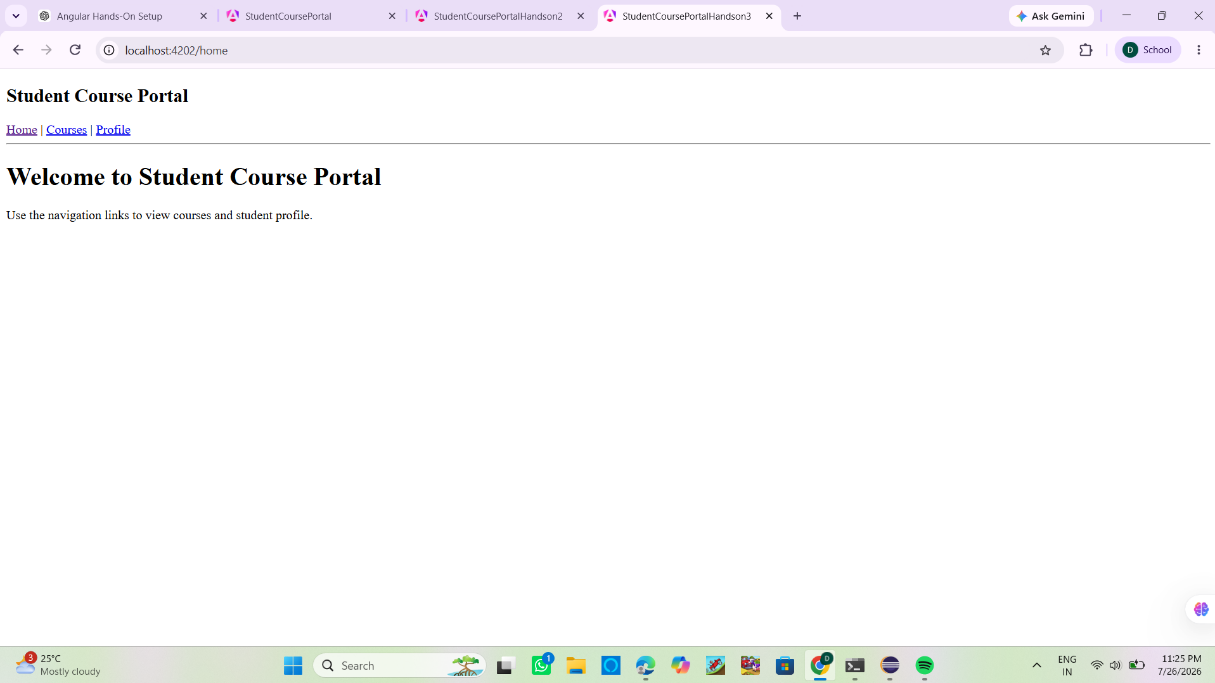 Angular Hands-On Setup
StudentCoursePortal
StudentCoursePortalHandson2
StudentCoursePortalHandson3
Ask Gemini
localhost:4202/home
D
School
Student Course Portal
Home | Courses | Profile
Welcome to Student Course Portal
Use the navigation links to view courses and student profile.
3
25°C
Mostly cloudy
Search
1
D
ENG
IN
11:25 PM
7/26/2026